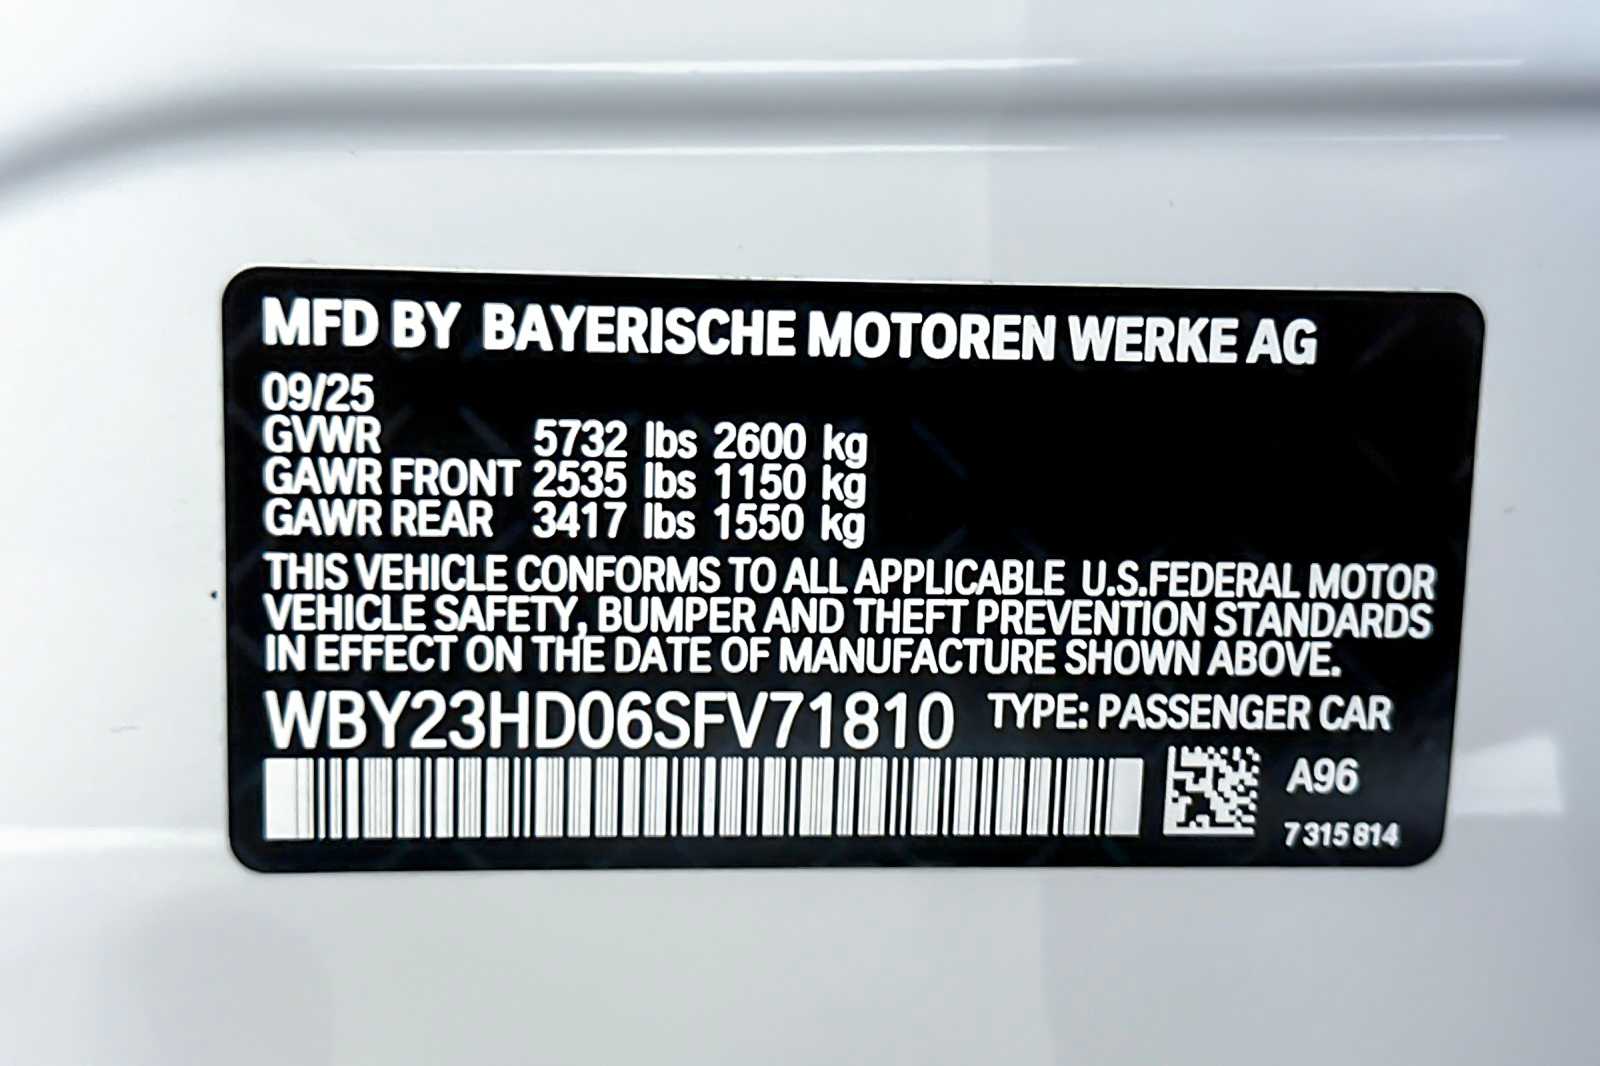 MFD BY BAYERISCHE MOTOREN WERKE AG
09/25
GVWR 5732 lbs 2600 kg
GAWR FRONT 2535 lbs 1150 kg
GAWR REAR 3417 lbs 1550 kg
THIS VEHICLE CONFORMS TO ALL APPLICABLE U.S.FEDERAL MOTOR
VEHICLE SAFETY, BUMPER AND THEFT PREVENTION STANDARDS
IN EFFECT ON THE DATE OF MANUFACTURE SHOWN ABOVE.
WBY23HD06SFV71810 TYPE: PASSENGER CAR
A96
7 315 814